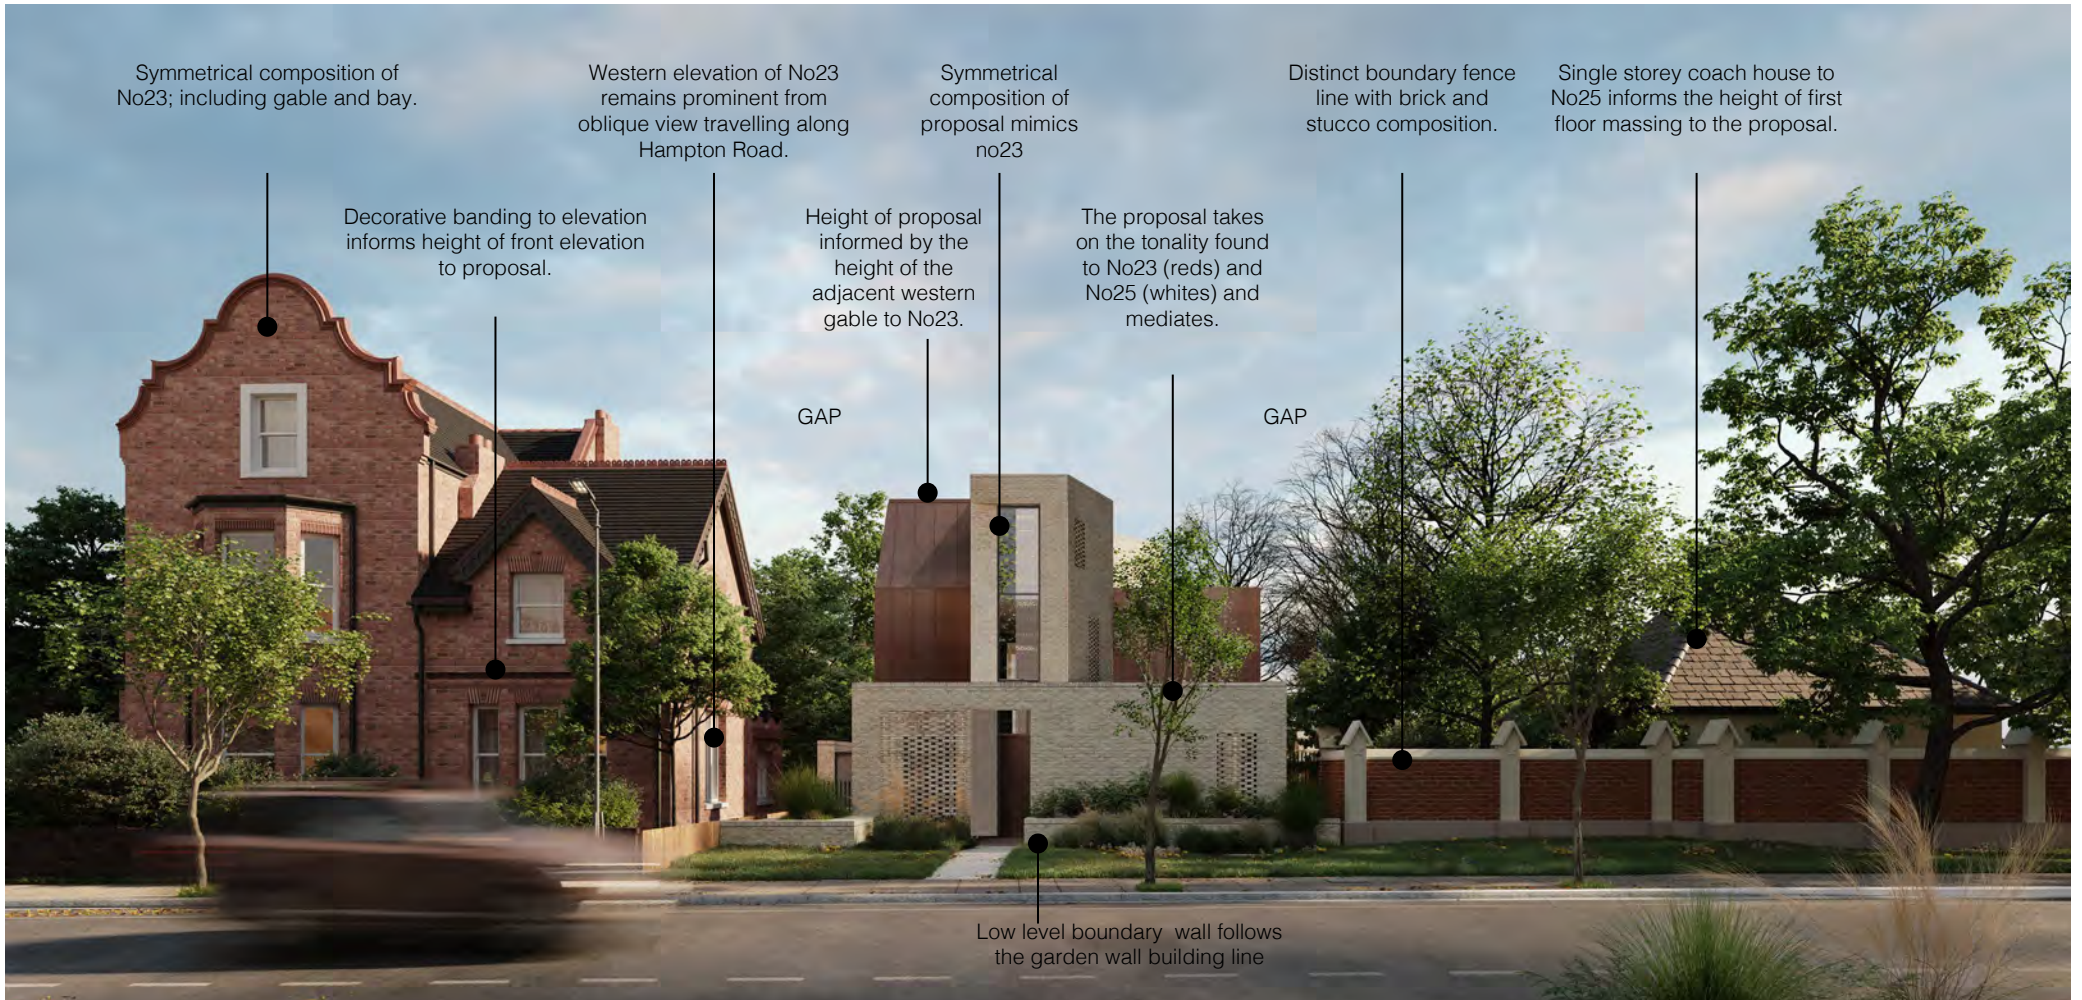 Symmetrical composition of
No23; including gable and bay.
Western elevation of No23
remains prominent from
oblique view travelling along
Hampton Road.
Symmetrical
composition of
proposal mimics
no23
Distinct boundary fence
line with brick and
stucco composition.
Single storey coach house to
No25 informs the height of first
floor massing to the proposal.
Decorative banding to elevation
informs height of front elevation
to proposal.
Height of proposal
informed by the
height of the
adjacent western
gable to No23.
The proposal takes
on the tonality found
to No23 (reds) and
No25 (whites) and
mediates.
GAP
GAP
Low level boundary  wall follows
the garden wall building line